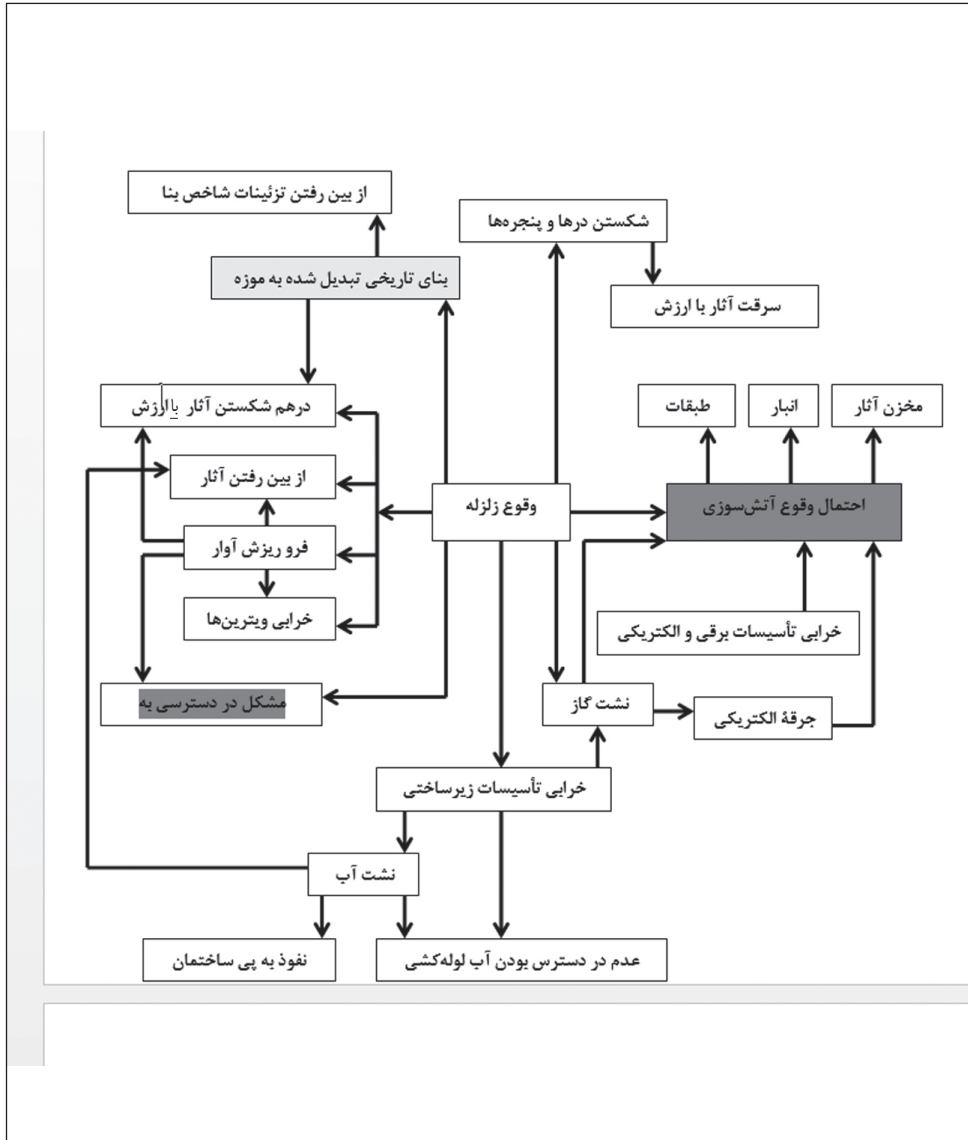 از بین رفتن تزئینات شاخص بنا
شکستن درها و پنجره‌ها
بنای تاریخی تبدیل شده به موزه
سرقت آثار با ارزش
درهم شکستن آثار با ارزش
طبقات
انبار
مخزن آثار
از بین رفتن آثار
وقوع زلزله
احتمال وقوع آتش‌سوزی
فرو ریزش آوار
خرابی ویترین‌ها
خرابی تأسیسات برقی و الکتریکی
مشکل در دسترسی به
نشت گاز
جرقهٔ الکتریکی
خرابی تأسیسات زیرساختی
نشت آب
نفوذ به پی ساختمان
عدم در دسترس بودن آب لوله‌کشی